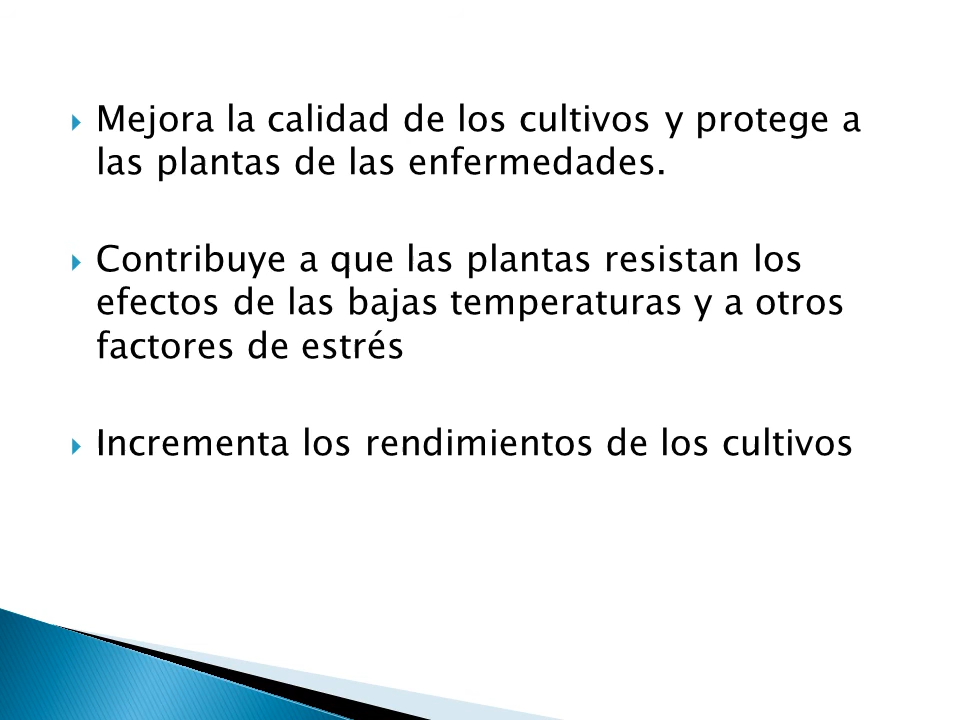 Mejora la calidad de los cultivos y protege a
las plantas de las enfermedades.
Contribuye a que las plantas resistan los
efectos de las bajas temperaturas y a otros
factores de estrés
Incrementa los rendimientos de los cultivos